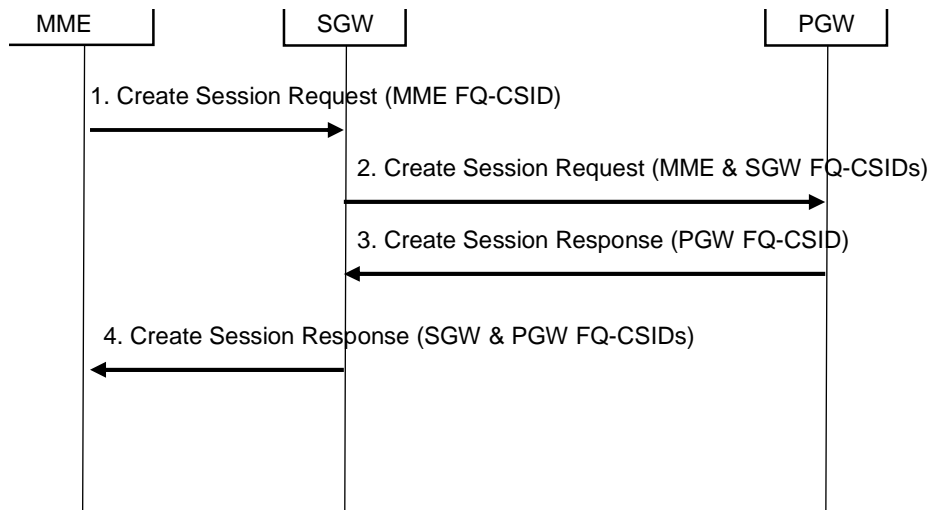 MME SGW PGW
1. Create Session Request (MME FQ-CSID)
2. Create Session Request (MME & SGW FQ-CSIDs)
3. Create Session Response (PGW FQ-CSID)
4. Create Session Response (SGW & PGW FQ-CSIDs)